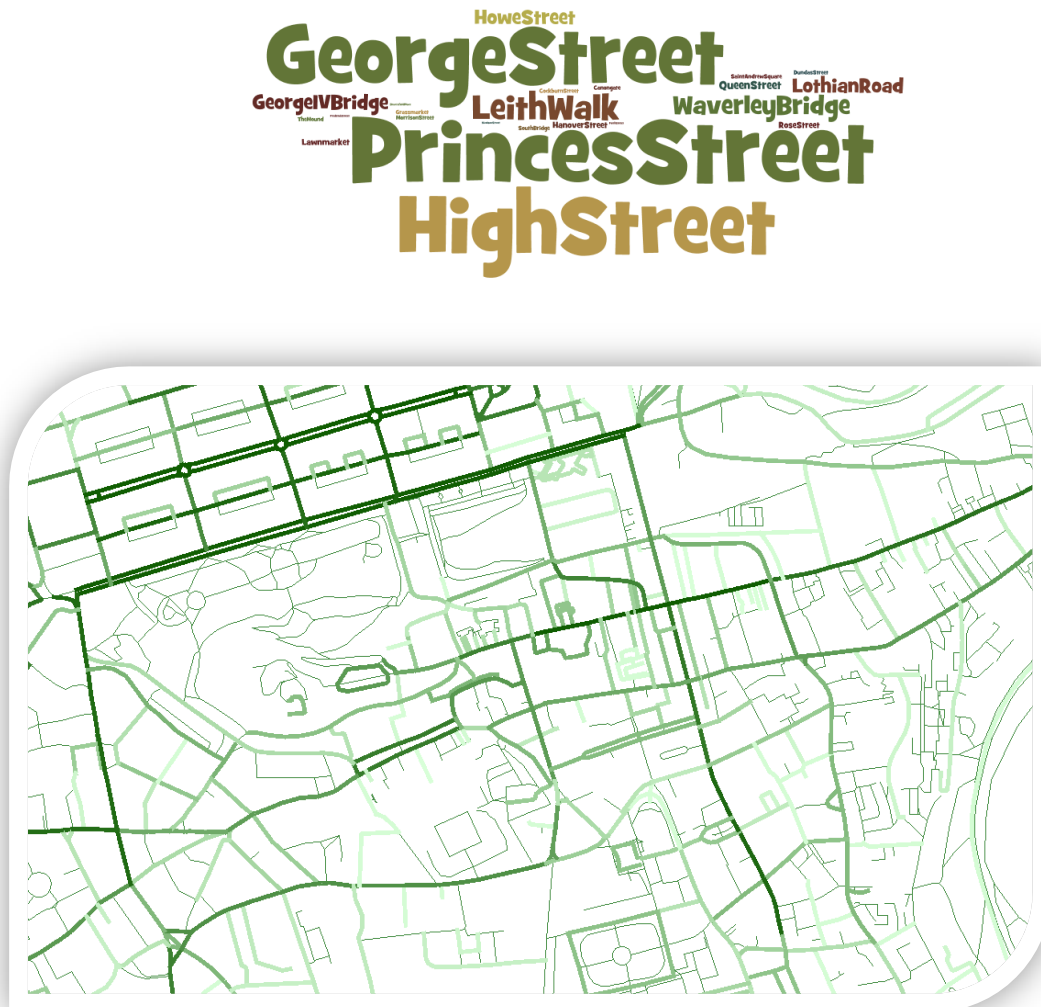 HoweStreet
GeorgeStreet
SaintAndrewSquare
DundasStreet
QueenStreet
LothianRoad
CockburnStreet
Canongate
GeorgeIVBridge
LeithWalk
WaverleyBridge
Grassmarket
MorrisonStreet
TheMound
SouthBridge
HanoverStreet
RoseStreet
Lawnmarket
PrincesStreet
HighStreet